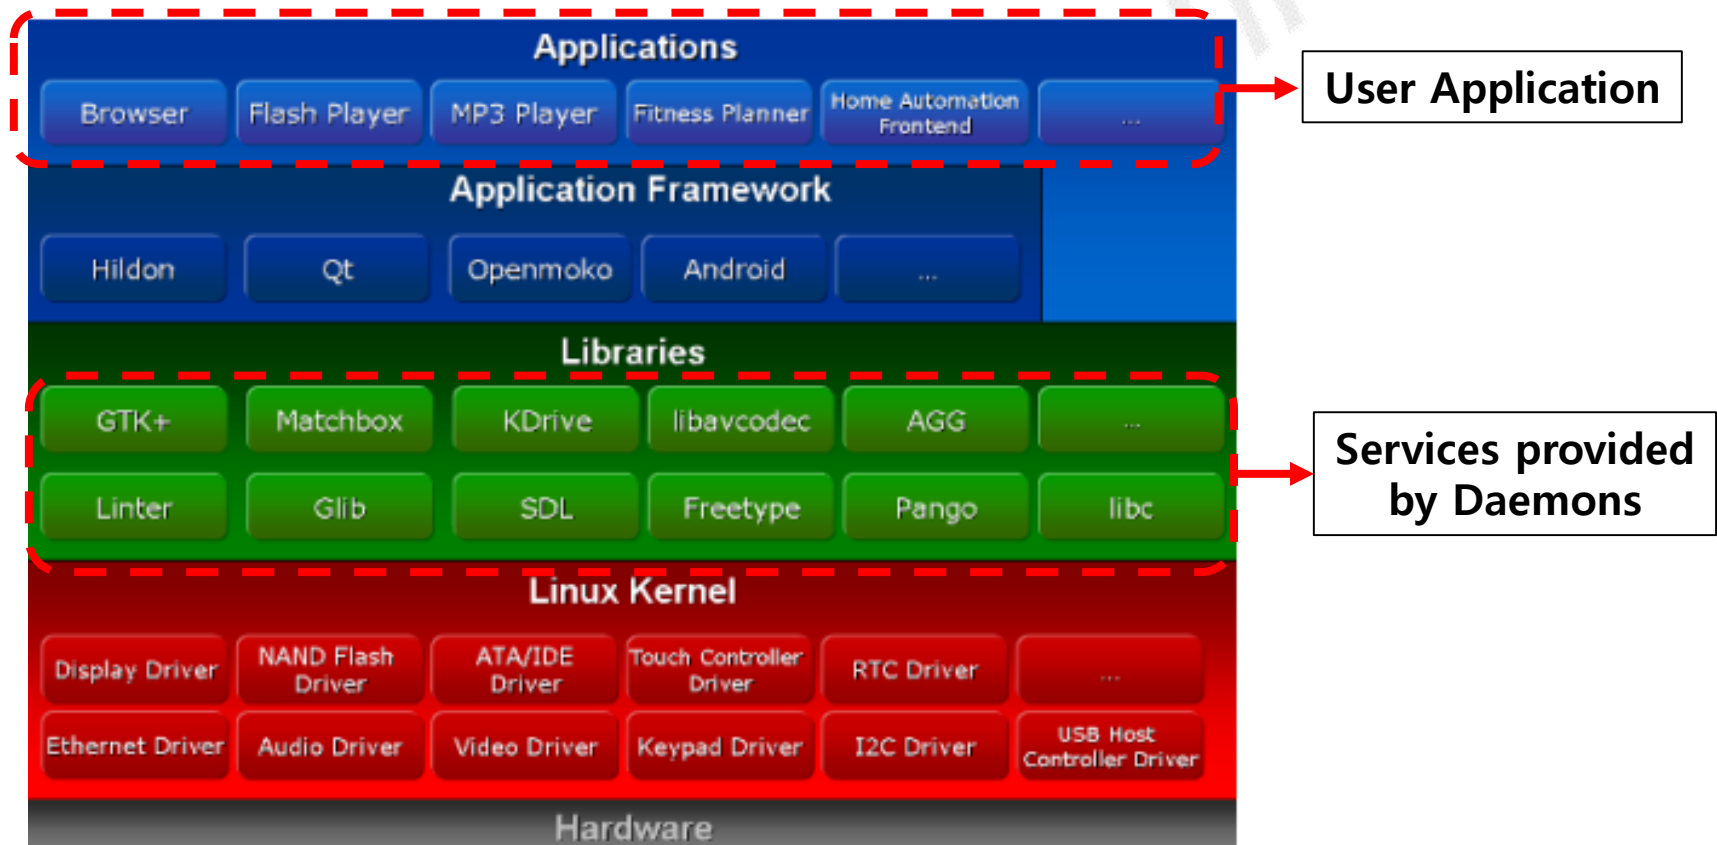 Applications
Browser
Flash Player
MP3 Player
Fitness Planner
Home Automation
Frontend
...
User Application
Application Framework
Hildon
Qt
Openmoko
Android
...
Libraries
GTK+
Matchbox
KDrive
libavcodec
AGG
...
Linter
Glib
SDL
Freetype
Pango
libc
Services provided
by Daemons
Linux Kernel
Display Driver
NAND Flash
Driver
ATA/IDE
Driver
Touch Controller
Driver
RTC Driver
...
Ethernet Driver
Audio Driver
Video Driver
Keypad Driver
I2C Driver
USB Host
Controller Driver
Hardware